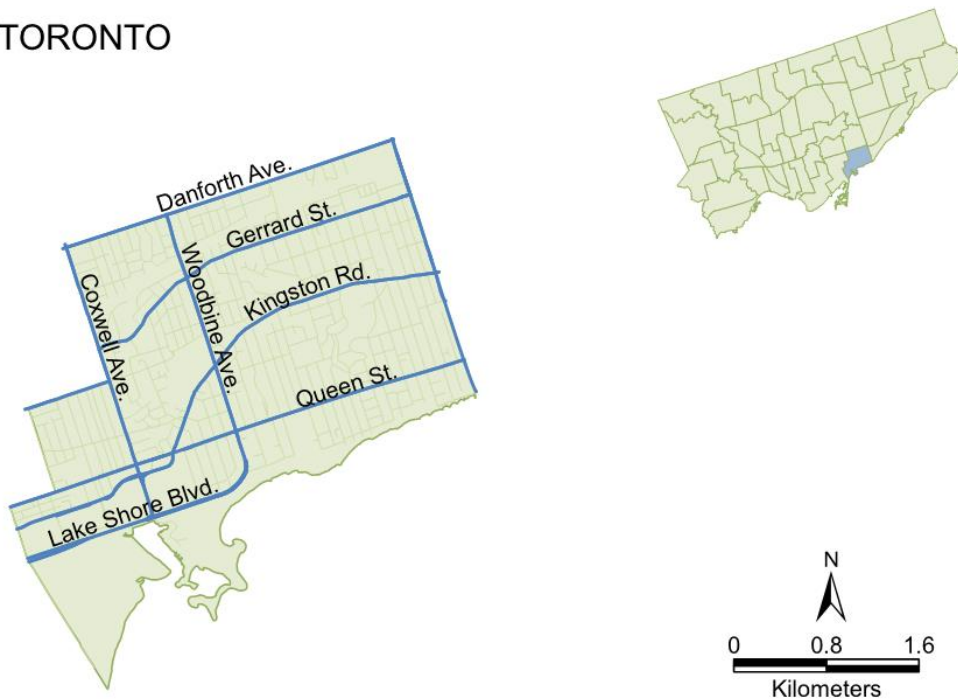 TORONTO
Danforth Ave.
Gerrard St.
Woodbine Ave.
Kingston Rd.
Coxwell Ave.
Queen St.
Lake Shore Blvd.
N
0 0.8 1.6
Kilometers